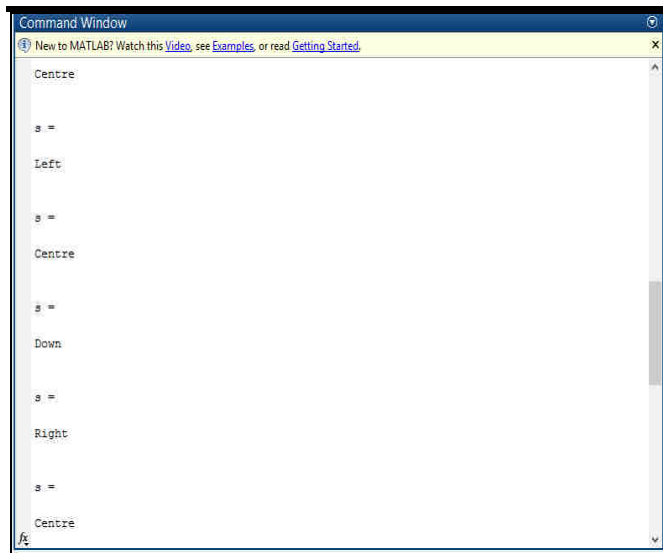 Command Window
New to MATLAB? Watch this Video, see Examples, or read Getting Started.
Centre
s =
Left
s =
Centre
s =
Down
s =
Right
s =
Centre
fx